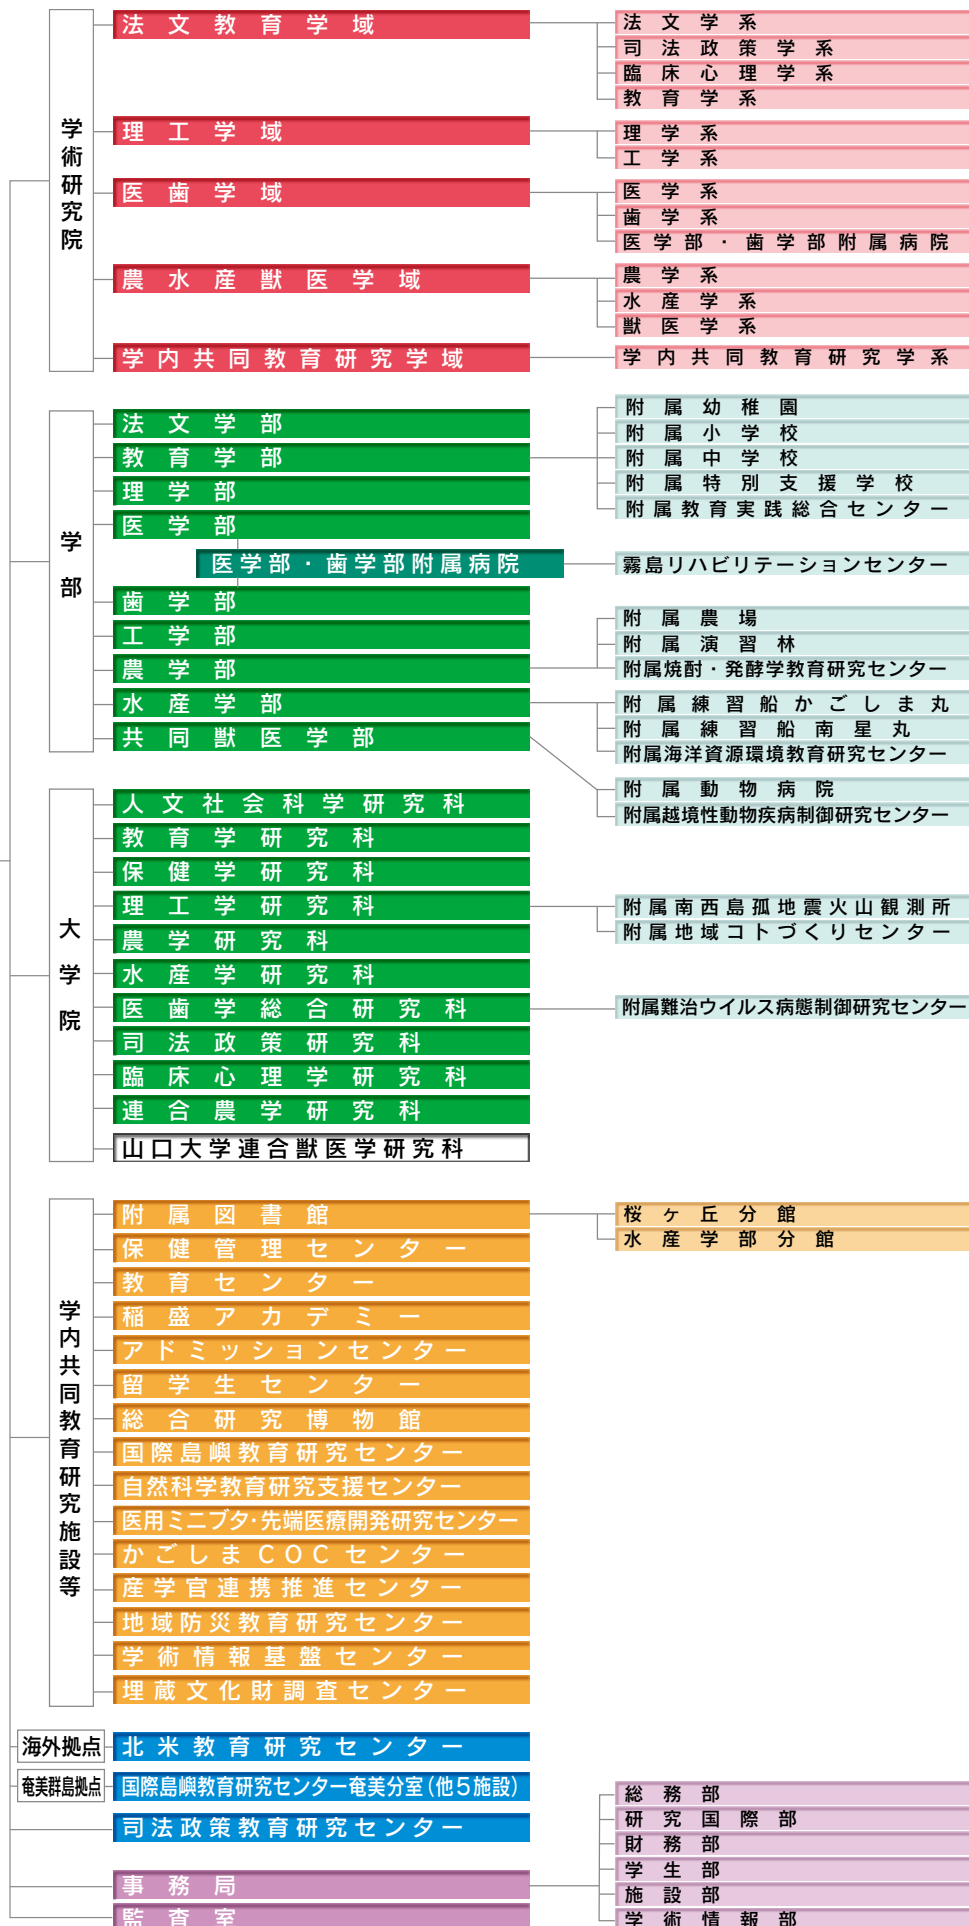 学術研究院
法文教育学域
法文学系
司法政策学系
臨床心理学系
教育学系
理工学域
理学系
工学系
医歯学域
医学系
歯学系
医学部・歯学部附属病院
農水産獣医学域
農学系
水産学系
獣医学系
学内共同教育研究学域
学内共同教育研究学系
学部
法文学部
教育学部
附属幼稚園
附属小学校
附属中学校
附属特別支援学校
附属教育実践総合センター
理学部
医学部
医学部・歯学部附属病院
霧島リハビリテーションセンター
歯学部
工学部
農学部
附属農場
附属演習林
附属焼酎・発酵学教育研究センター
水産学部
附属練習船かごしま丸
附属練習船南星丸
附属海洋資源環境教育研究センター
共同獣医学部
附属動物病院
附属越境性動物疾病制御研究センター
大学院
人文社会科学研究科
教育学研究科
保健学研究科
理工学研究科
附属南西島孤地震火山観測所
附属地域コトづくりセンター
農学研究科
水産学研究科
医歯学総合研究科
附属難治ウイルス病態制御研究センター
司法政策研究科
臨床心理学研究科
連合農学研究科
山口大学連合獣医学研究科
学内共同教育研究施設等
附属図書館
桜ヶ丘分館
水産学部分館
保健管理センター
教育センター
稲盛アカデミー
アドミッションセンター
留学生センター
総合研究博物館
国際島嶼教育研究センター
自然科学教育研究支援センター
医用ミニブタ・先端医療開発研究センター
かごしまCOCセンター
産学官連携推進センター
地域防災教育研究センター
学術情報基盤センター
埋蔵文化財調査センター
海外拠点
北米教育研究センター
奄美群島拠点
国際島嶼教育研究センター奄美分室(他5施設)
司法政策教育研究センター
事務局
総務部
研究国際部
財務部
学生部
施設部
学術情報部
監査室